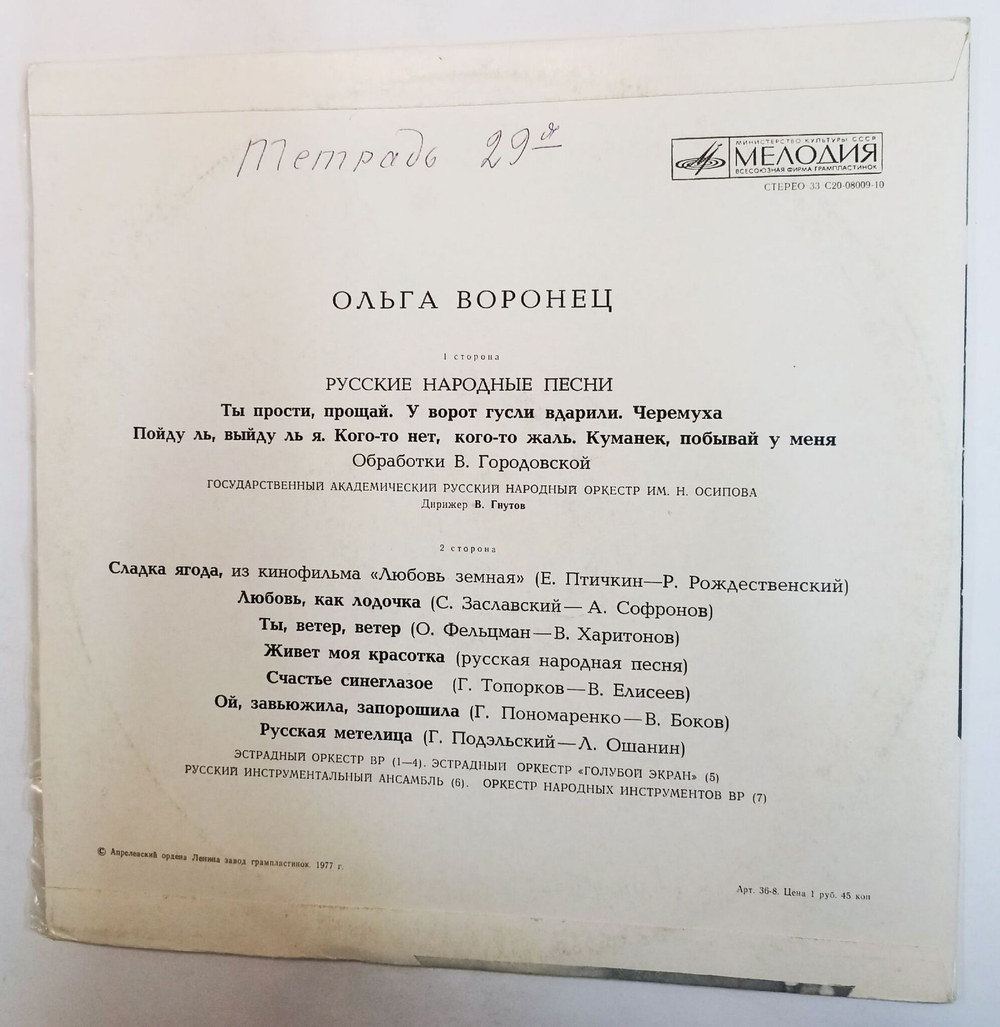 Тетрадь 29я
МИНИСТЕРСТВО КУЛЬТУРЫ СССР
МЕЛОДИЯ
ВСЕСОЮЗНАЯ ФИРМА ГРАМПЛАСТИНОК
СТЕРЕО 33 С20-08009-10
ОЛЬГА ВОРОНЕЦ
1 сторона
РУССКИЕ НАРОДНЫЕ ПЕСНИ
Ты прости, прощай. У ворот гусли вдарили. Черемуха
Пойду ль, выйду ль я. Кого-то нет, кого-то жаль. Куманек, побывай у меня
Обработки В. Городовской
ГОСУДАРСТВЕННЫЙ АКАДЕМИЧЕСКИЙ РУССКИЙ НАРОДНЫЙ ОРКЕСТР ИМ. Н. ОСИПОВА
Дирижер В. Гнутов
2 сторона
Сладка ягода, из кинофильма «Любовь земная» (Е. Птичкин—Р. Рождественский)
Любовь, как лодочка (С. Заславский— А. Софронов)
Ты, ветер, ветер (О. Фельцман—В. Харитонов)
Живет моя красотка (русская народная песня)
Счастье синеглазое (Г. Топорков—В. Елисеев)
Ой, завьюжила, запорошила (Г. Пономаренко—В. Боков)
Русская метелица (Г. Подэльский—Л. Ошанин)
ЭСТРАДНЫЙ ОРКЕСТР ВР (1—4). ЭСТРАДНЫЙ ОРКЕСТР «ГОЛУБОЙ ЭКРАН» (5)
РУССКИЙ ИНСТРУМЕНТАЛЬНЫЙ АНСАМБЛЬ (6). ОРКЕСТР НАРОДНЫХ ИНСТРУМЕНТОВ ВР (7)
© Апрелевский ордена Ленина завод грампластинок. 1977 г.
Арт. 36-8. Цена 1 руб. 45 коп